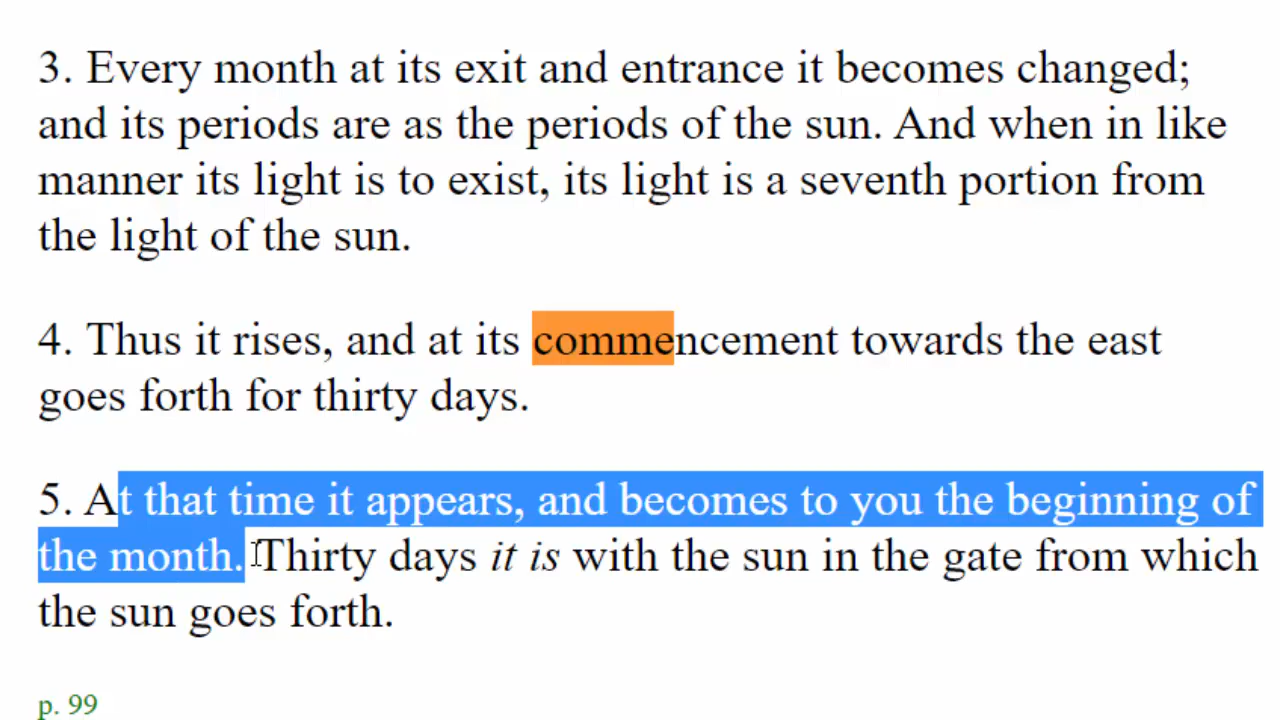 3. Every month at its exit and entrance it becomes changed;
and its periods are as the periods of the sun. And when in like
manner its light is to exist, its light is a seventh portion from
the light of the sun.
4. Thus it rises, and at its commencement towards the east
goes forth for thirty days.
5. At that time it appears, and becomes to you the beginning of
the month. Thirty days it is with the sun in the gate from which
the sun goes forth.
p. 99